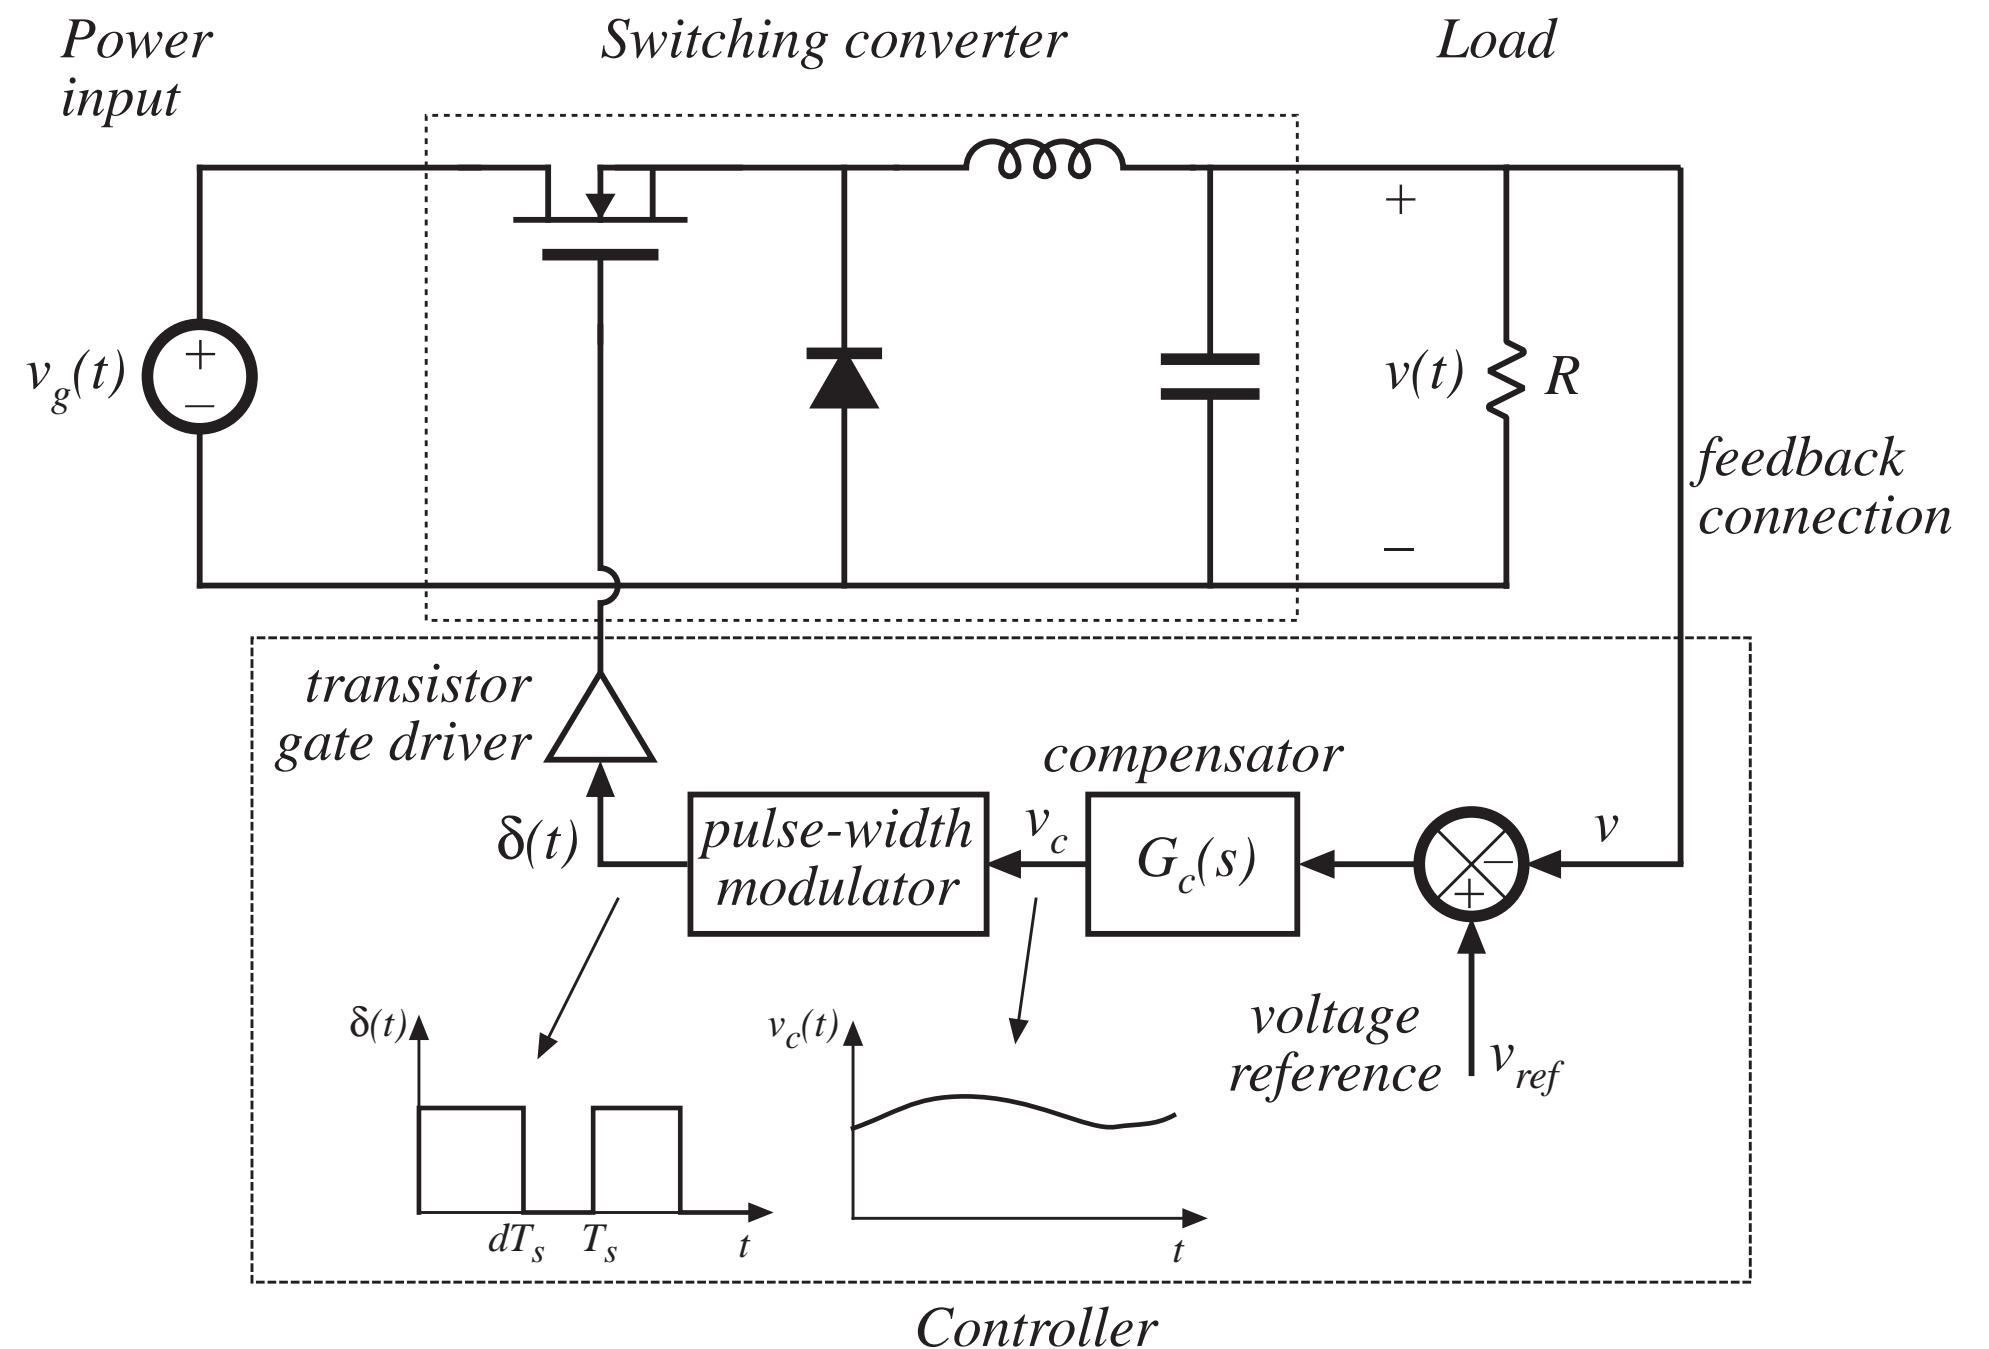 Power
input
Switching converter
Load
+
v_g(t)
+
–
v(t)
R
–
feedback
connection
transistor
gate driver
compensator
δ(t)
pulse-width
modulator
v_c
G_c(s)
–
+
v
voltage
reference
v_ref
δ(t)
dT_s
T_s
t
v_c(t)
t
Controller